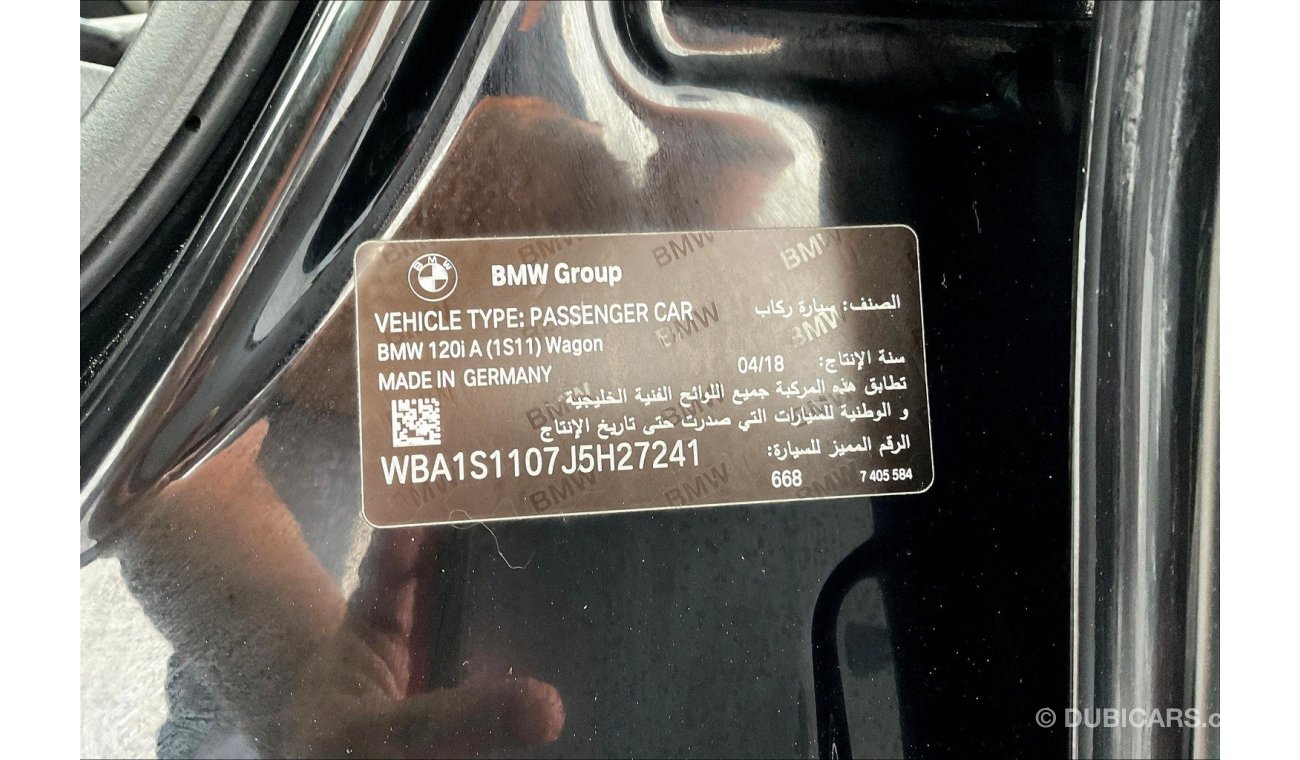 BMW
BMW Group
VEHICLE TYPE: PASSENGER CAR
الصنف: سيارة ركاب
BMW 120i A (1S11) Wagon
سنة الإنتاج: 04/18
MADE IN GERMANY
تطابق هذه المركبة جميع اللوائح الفنية الخليجية
و الوطنية للسيارات التي صدرت حتى تاريخ الإنتاج
الرقم المميز للسيارة:
WBA1S1107J5H27241
668 7 405 584
© DUBICARS.c